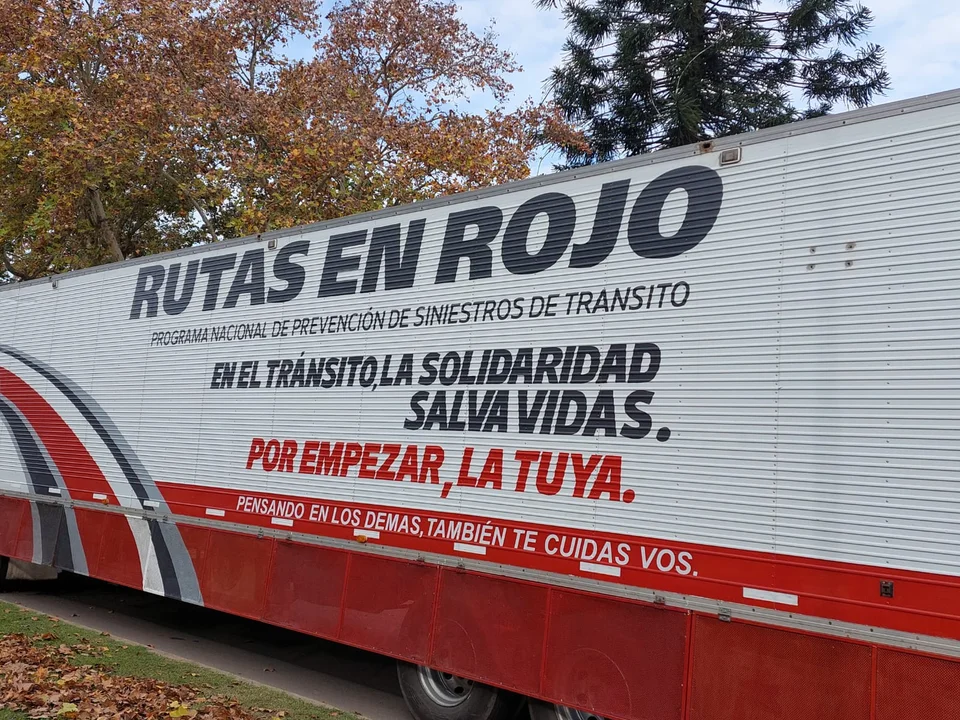 RUTAS EN ROJO
PROGRAMA NACIONAL DE PREVENCIÓN DE SINIESTROS DE TRANSITO
EN EL TRÁNSITO, LA SOLIDARIDAD
SALVA VIDAS.
POR EMPEZAR, LA TUYA.
PENSANDO EN LOS DEMAS, TAMBIÉN TE CUIDAS VOS.